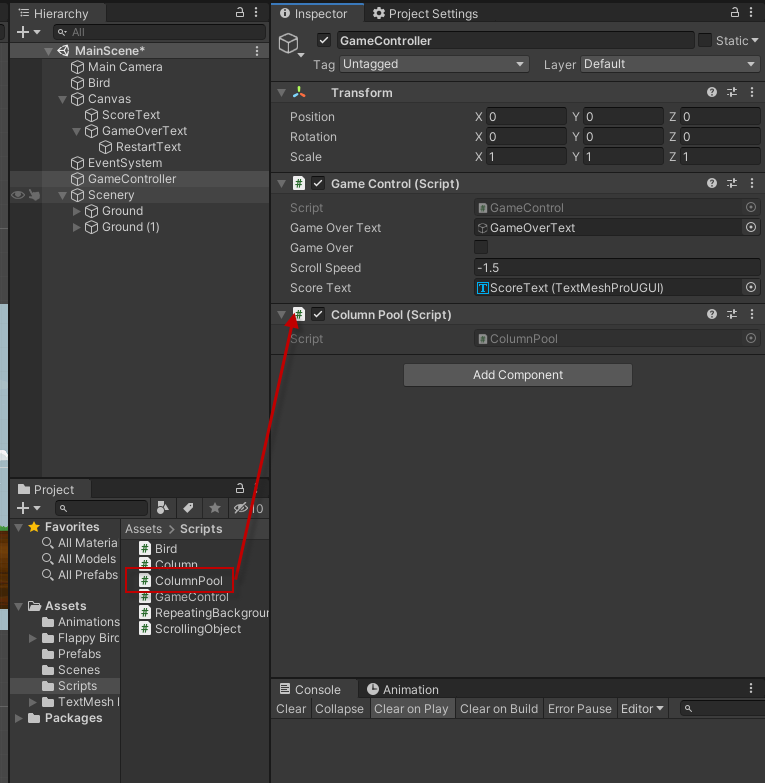 Hierarchy
All
MainScene*
Main Camera
Bird
Canvas
ScoreText
GameOverText
RestartText
EventSystem
GameController
Scenery
Ground
Ground (1)
Project
10
Favorites
All Materia
All Models
All Prefabs
Assets
Animations
Flappy Bird
Prefabs
Scenes
Scripts
TextMesh
Packages
Assets > Scripts
Bird
Column
ColumnPool
GameControl
RepeatingBackgroun
ScrollingObject
Inspector
Project Settings
GameController
Static
Tag Untagged Layer Default
Transform
Position X 0 Y 0 Z 0
Rotation X 0 Y 0 Z 0
Scale X 1 Y 1 Z 1
# Game Control (Script)
Script # GameControl
Game Over Text GameOverText
Game Over
Scroll Speed -1.5
Score Text ScoreText (TextMeshProUGUI)
# Column Pool (Script)
Script # ColumnPool
Add Component
Console
Animation
Clear Collapse Clear on Play Clear on Build Error Pause Editor